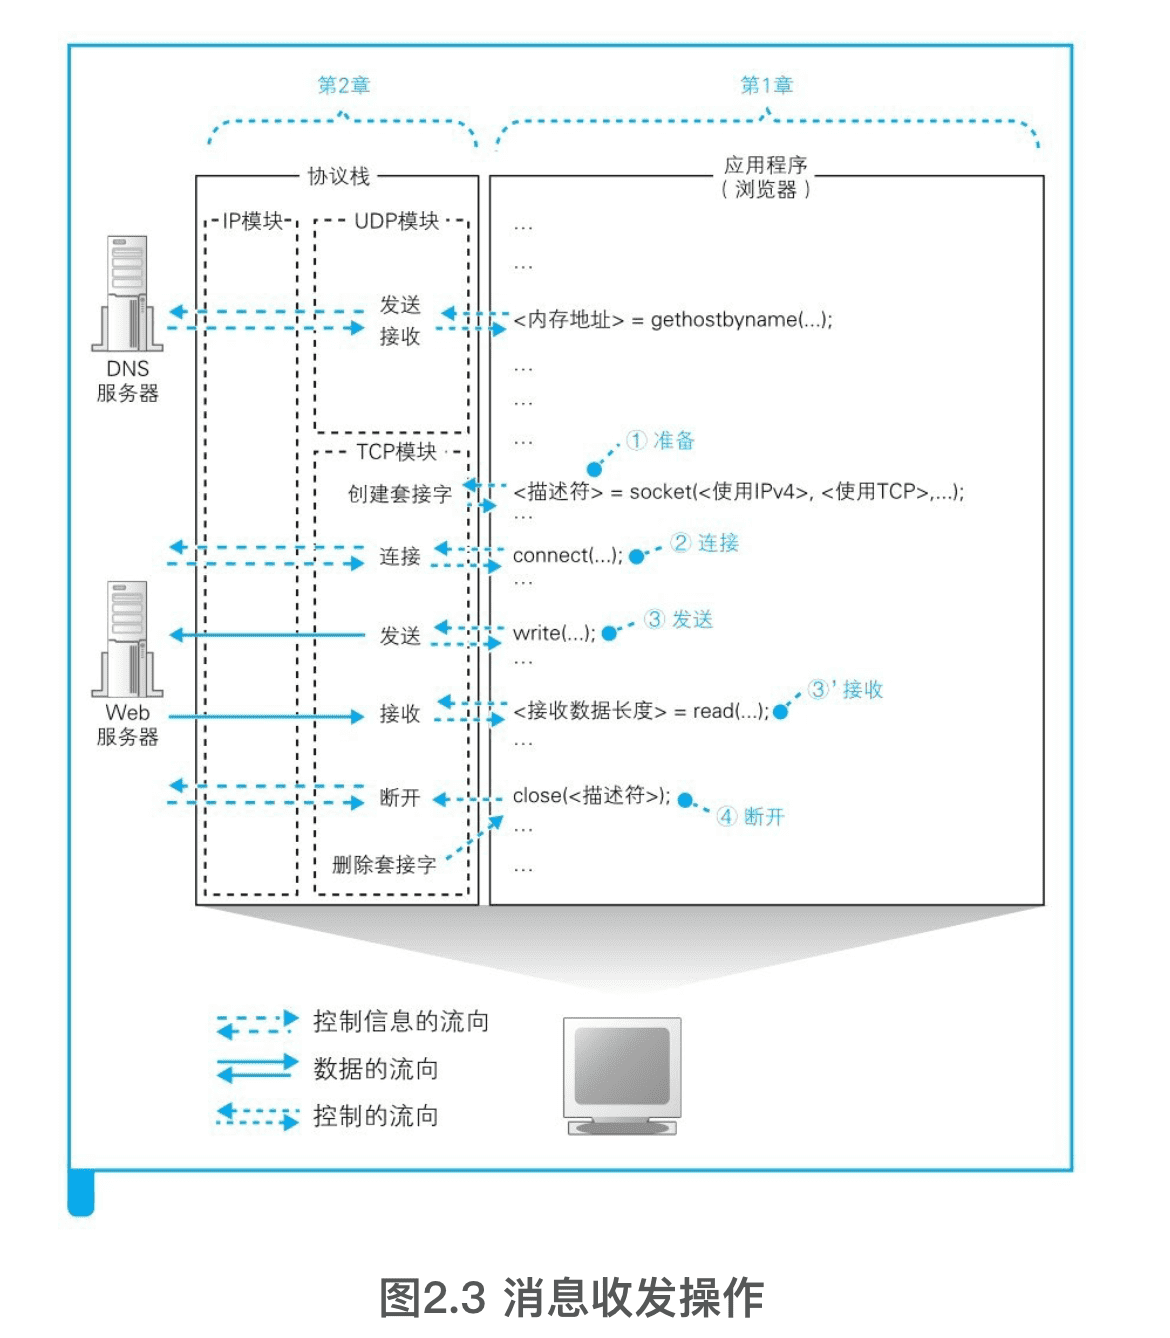 第2章
第1章
协议栈
应用程序
（浏览器）
IP模块
UDP模块
…
…
发送
接收
<内存地址> = gethostbyname(...);
DNS
服务器
…
…
…
① 准备
TCP模块
创建套接字
<描述符> = socket(<使用IPv4>, <使用TCP>,...);
…
连接
connect(...);
② 连接
…
发送
write(...);
③ 发送
…
Web
服务器
接收
<接收数据长度> = read(...);
③’接收
…
断开
close(<描述符>);
④ 断开
…
删除套接字
…
控制信息的流向
数据的流向
控制的流向
图2.3 消息收发操作